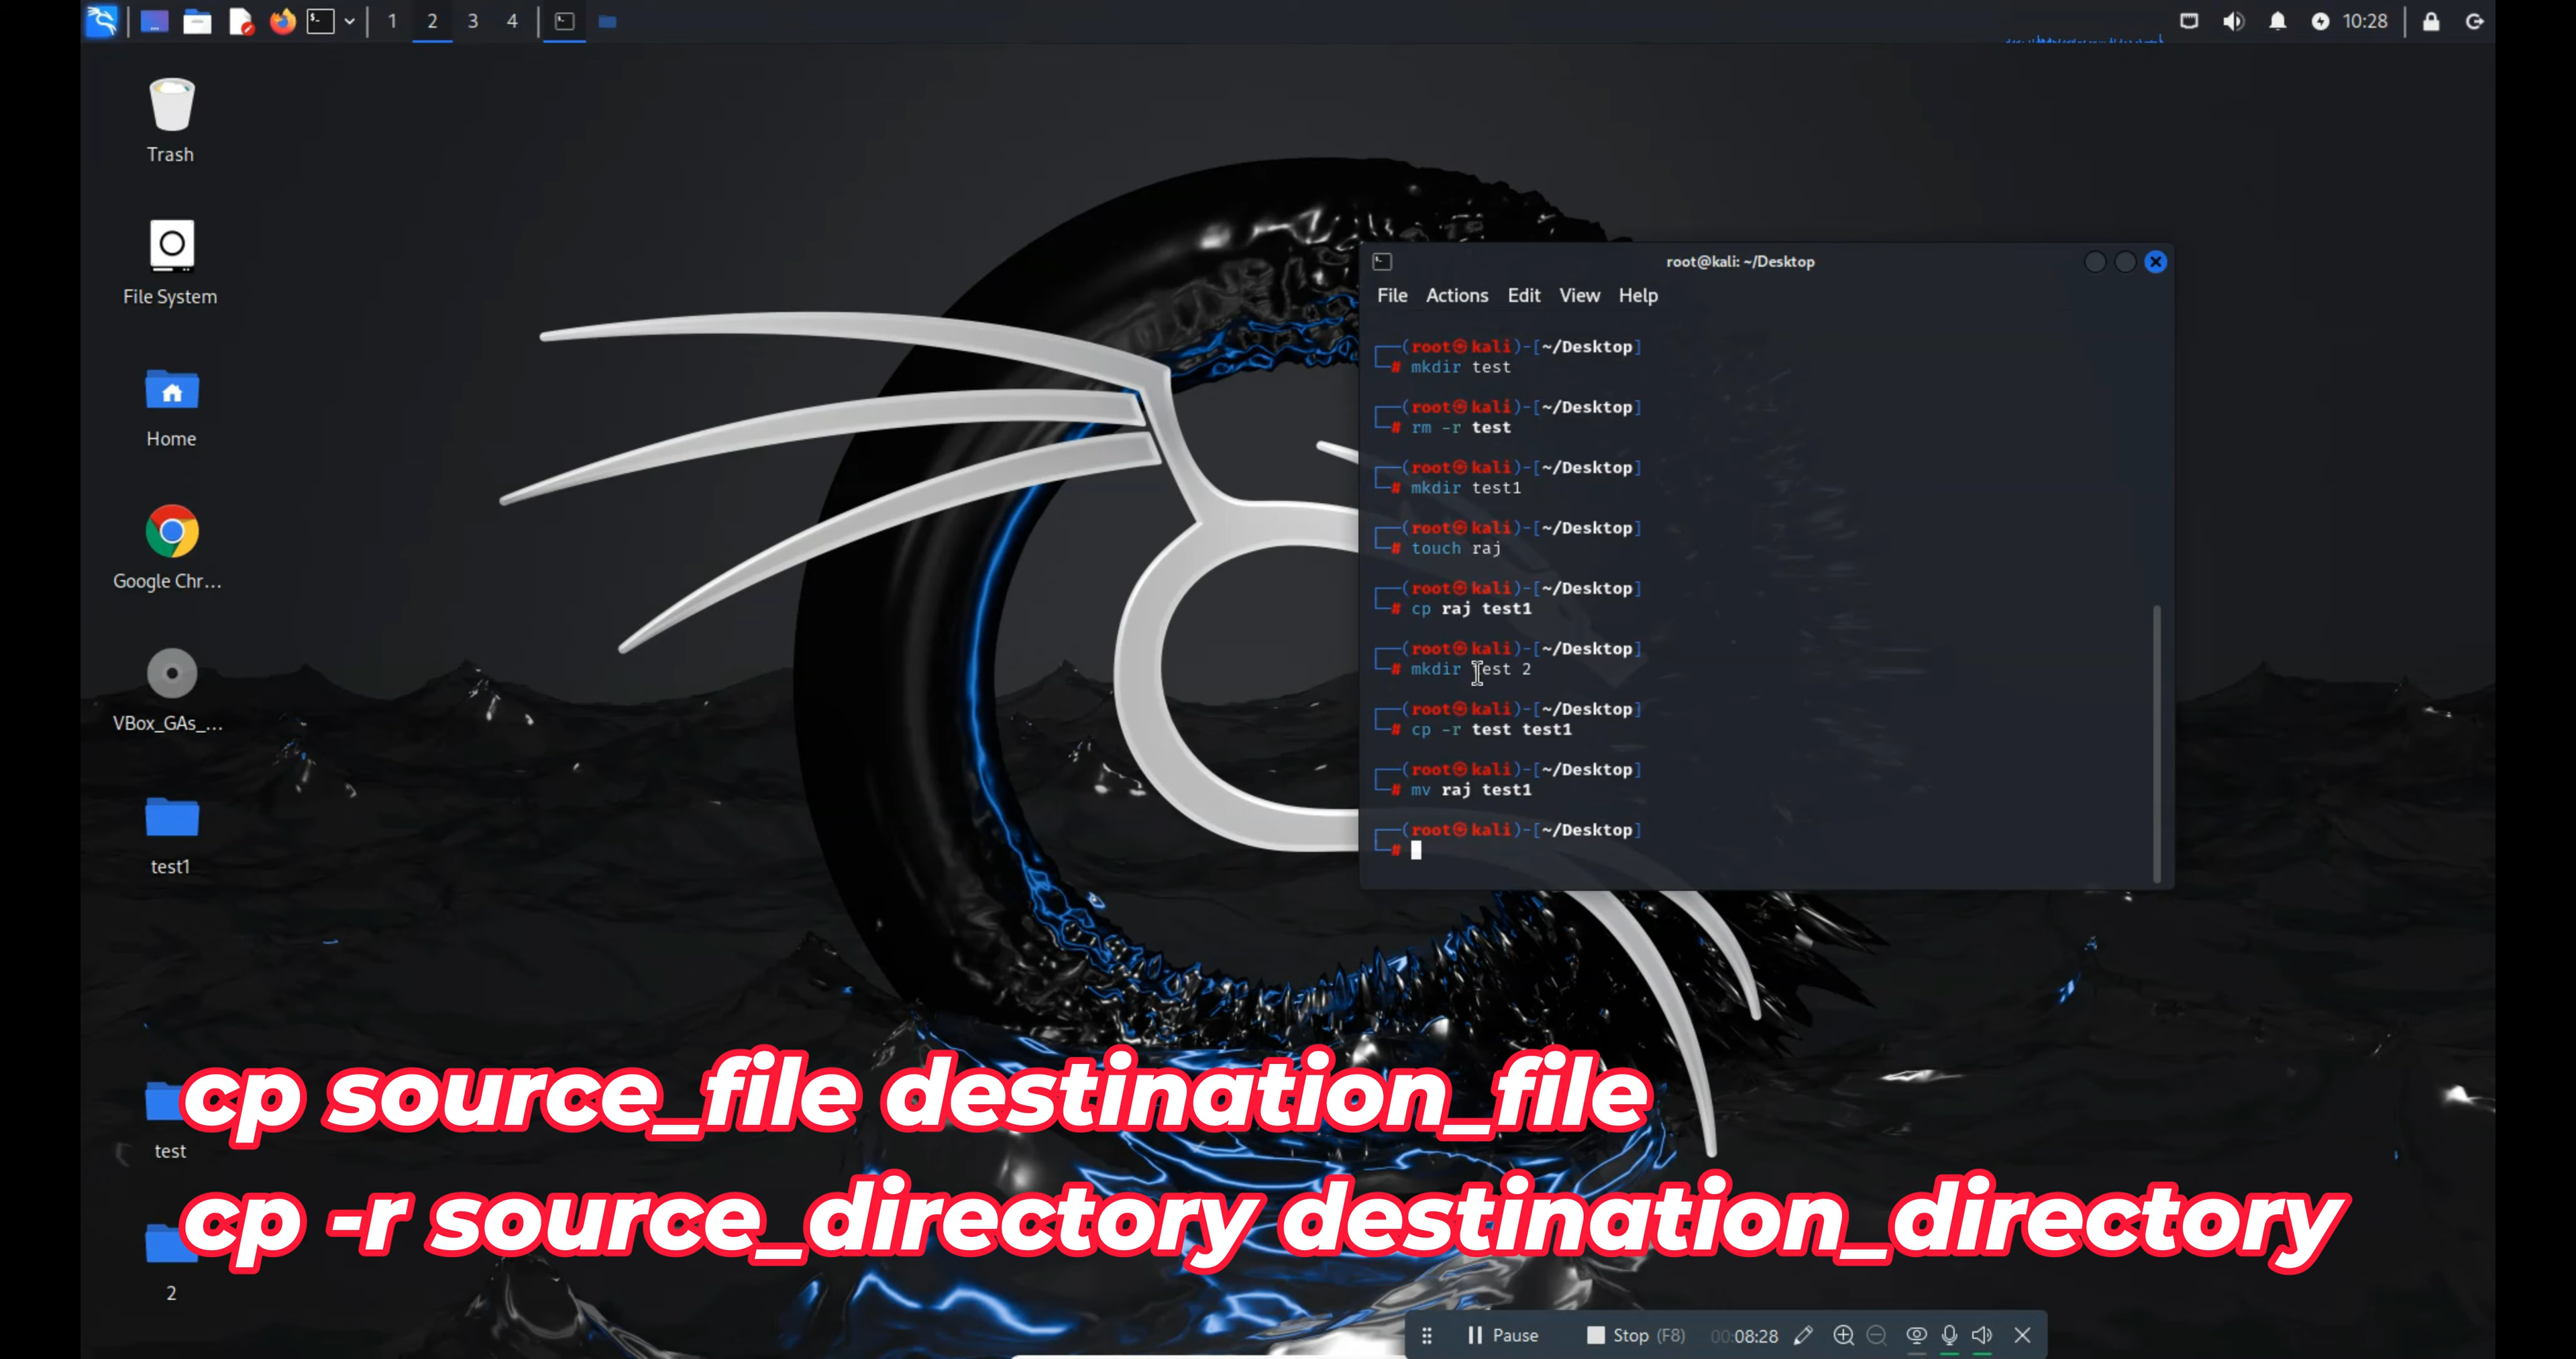 1 2 3 4 10:28
Trash
File System
Home
Google Chr...
VBox_GAs_...
test1
test
2
root@kali: ~/Desktop
File Actions Edit View Help
(root㉿kali)-[~/Desktop]
# mkdir test
(root㉿kali)-[~/Desktop]
# rm -r test
(root㉿kali)-[~/Desktop]
# mkdir test1
(root㉿kali)-[~/Desktop]
# touch raj
(root㉿kali)-[~/Desktop]
# cp raj test1
(root㉿kali)-[~/Desktop]
# mkdir test 2
(root㉿kali)-[~/Desktop]
# cp -r test test1
(root㉿kali)-[~/Desktop]
# mv raj test1
(root㉿kali)-[~/Desktop]
#
cp source_file destination_file
cp -r source_directory destination_directory
Pause Stop (F8) 00:08:28